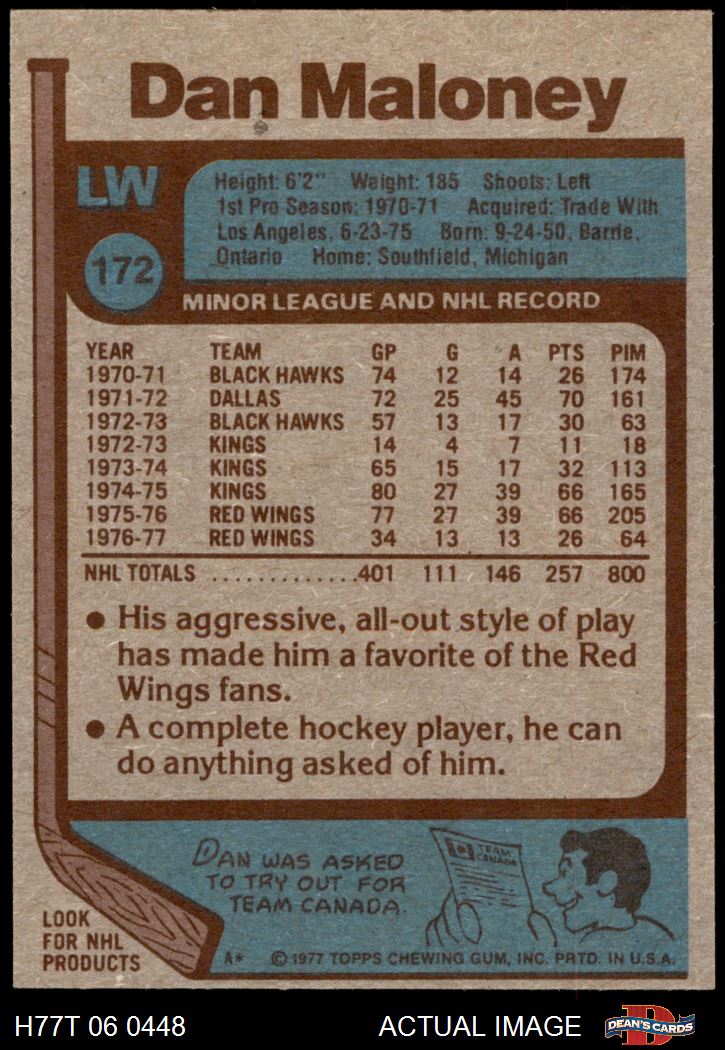 Dan Maloney
LW
172
Height: 6'2" Weight: 185 Shoots: Left
1st Pro Season: 1970-71 Acquired: Trade With
Los Angeles, 6-23-75 Born: 9-24-50, Barrie,
Ontario Home: Southfield, Michigan
MINOR LEAGUE AND NHL RECORD
YEAR TEAM GP G A PTS PIM
1970-71 BLACK HAWKS 74 12 14 26 174
1971-72 DALLAS 72 25 45 70 161
1972-73 BLACK HAWKS 57 13 17 30 63
1972-73 KINGS 14 4 7 11 18
1973-74 KINGS 65 15 17 32 113
1974-75 KINGS 80 27 39 66 165
1975-76 RED WINGS 77 27 39 66 205
1976-77 RED WINGS 34 13 13 26 64
NHL TOTALS .............401 111 146 257 800
● His aggressive, all-out style of play
has made him a favorite of the Red
Wings fans.
● A complete hockey player, he can
do anything asked of him.
DAN WAS ASKED
TO TRY OUT FOR
TEAM CANADA.
TEAM
CANADA
LOOK
FOR NHL
PRODUCTS
A* © 1977 TOPPS CHEWING GUM, INC. PRTD. IN U.S.A.
H77T 06 0448 ACTUAL IMAGE
D
DEAN'S CARDS